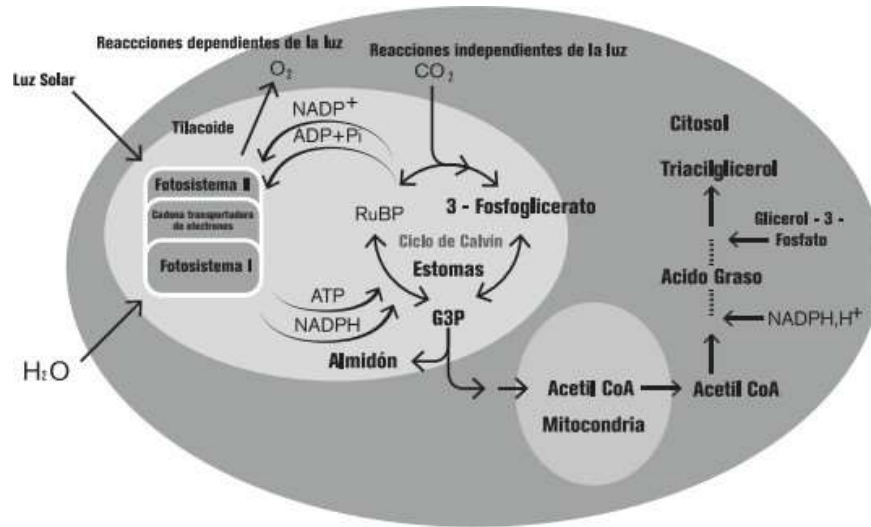 Reaccciones dependientes de la luz
Reacciones independientes de la luz
O₂
CO₂
Luz Solar
Tilacoide
NADP⁺
ADP+Pi
Citosol
Triacilglicerol
Fotosistema II
Cadena transportadora
de electrones
Fotosistema I
RuBP
3 - Fosfoglicerato
Glicerol - 3 -
Fosfato
Ciclo de Calvin
Estomas
Acido Graso
ATP
NADPH
G3P
NADPH,H⁺
H₂O
Almidón
Acetil CoA
Acetil CoA
Mitocondria